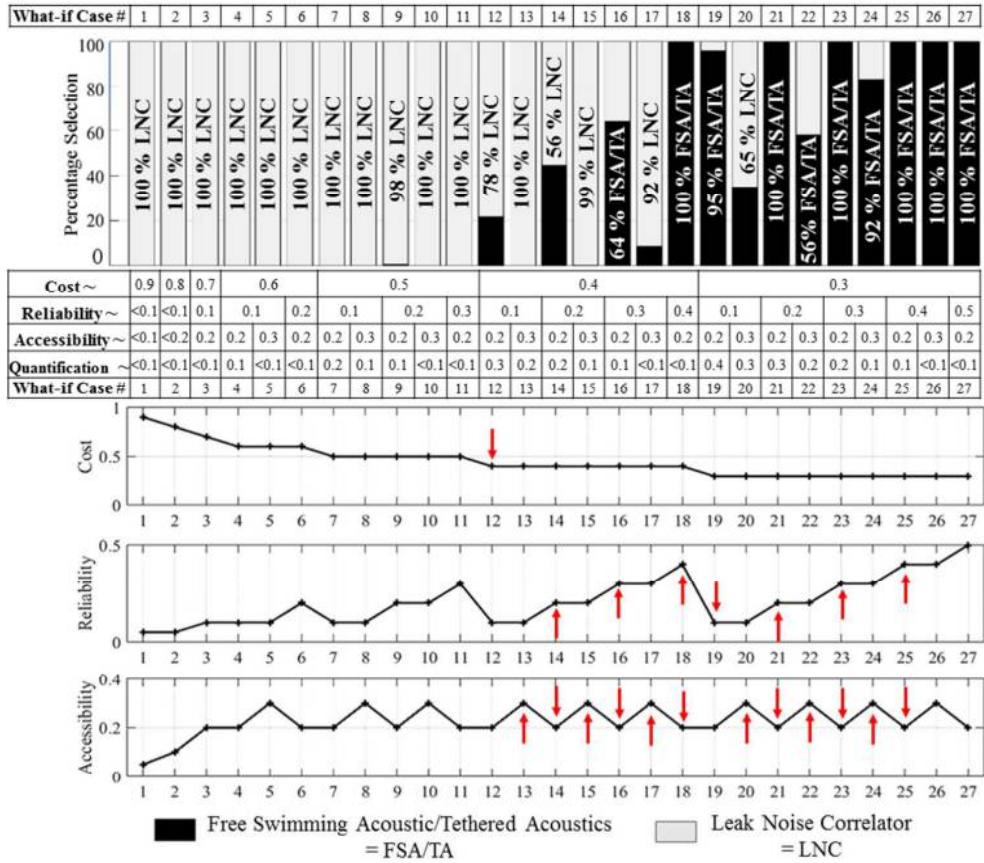 What-if Case # 1 2 3 4 5 6 7 8 9 10 11 12 13 14 15 16 17 18 19 20 21 22 23 24 25 26 27
Percentage Selection
100
80
60
40
20
0
100 % LNC
100 % LNC
100 % LNC
100 % LNC
100 % LNC
100 % LNC
100 % LNC
100 % LNC
98 % LNC
100 % LNC
100 % LNC
78 % LNC
100 % LNC
56 % LNC
99 % LNC
64 % FSA/TA
92 % LNC
100 % FSA/TA
95 % FSA/TA
65 % LNC
100 % FSA/TA
56% FSA/TA
100 % FSA/TA
92 % FSA/TA
100 % FSA/TA
100 % FSA/TA
100 % FSA/TA
Cost ~ 0.9 0.8 0.7 0.6 0.5 0.4 0.3
Reliability ~ <0.1 <0.1 0.1 0.1 0.2 0.1 0.2 0.3 0.1 0.2 0.3 0.4 0.1 0.2 0.3 0.4 0.5
Accessibility ~ <0.1 <0.2 0.2 0.2 0.3 0.2 0.2 0.3 0.2 0.3 0.2 0.2 0.3 0.2 0.3 0.2 0.3 0.2 0.2 0.3 0.2 0.3 0.2 0.3 0.2 0.3 0.2
Quantification ~ <0.1 <0.1 <0.1 0.1 <0.1 <0.1 0.2 0.1 0.1 <0.1 <0.1 0.3 0.2 0.2 0.1 0.1 <0.1 <0.1 0.4 0.3 0.3 0.2 0.2 0.1 0.1 <0.1 <0.1
What-if Case # 1 2 3 4 5 6 7 8 9 10 11 12 13 14 15 16 17 18 19 20 21 22 23 24 25 26 27
Cost
1
0.5
0
1 2 3 4 5 6 7 8 9 10 11 12 13 14 15 16 17 18 19 20 21 22 23 24 25 26 27
Reliability
0.5
0
1 2 3 4 5 6 7 8 9 10 11 12 13 14 15 16 17 18 19 20 21 22 23 24 25 26 27
Accessibility
0.4
0.2
0
1 2 3 4 5 6 7 8 9 10 11 12 13 14 15 16 17 18 19 20 21 22 23 24 25 26 27
Free Swimming Acoustic/Tethered Acoustics
= FSA/TA
Leak Noise Correlator
= LNC